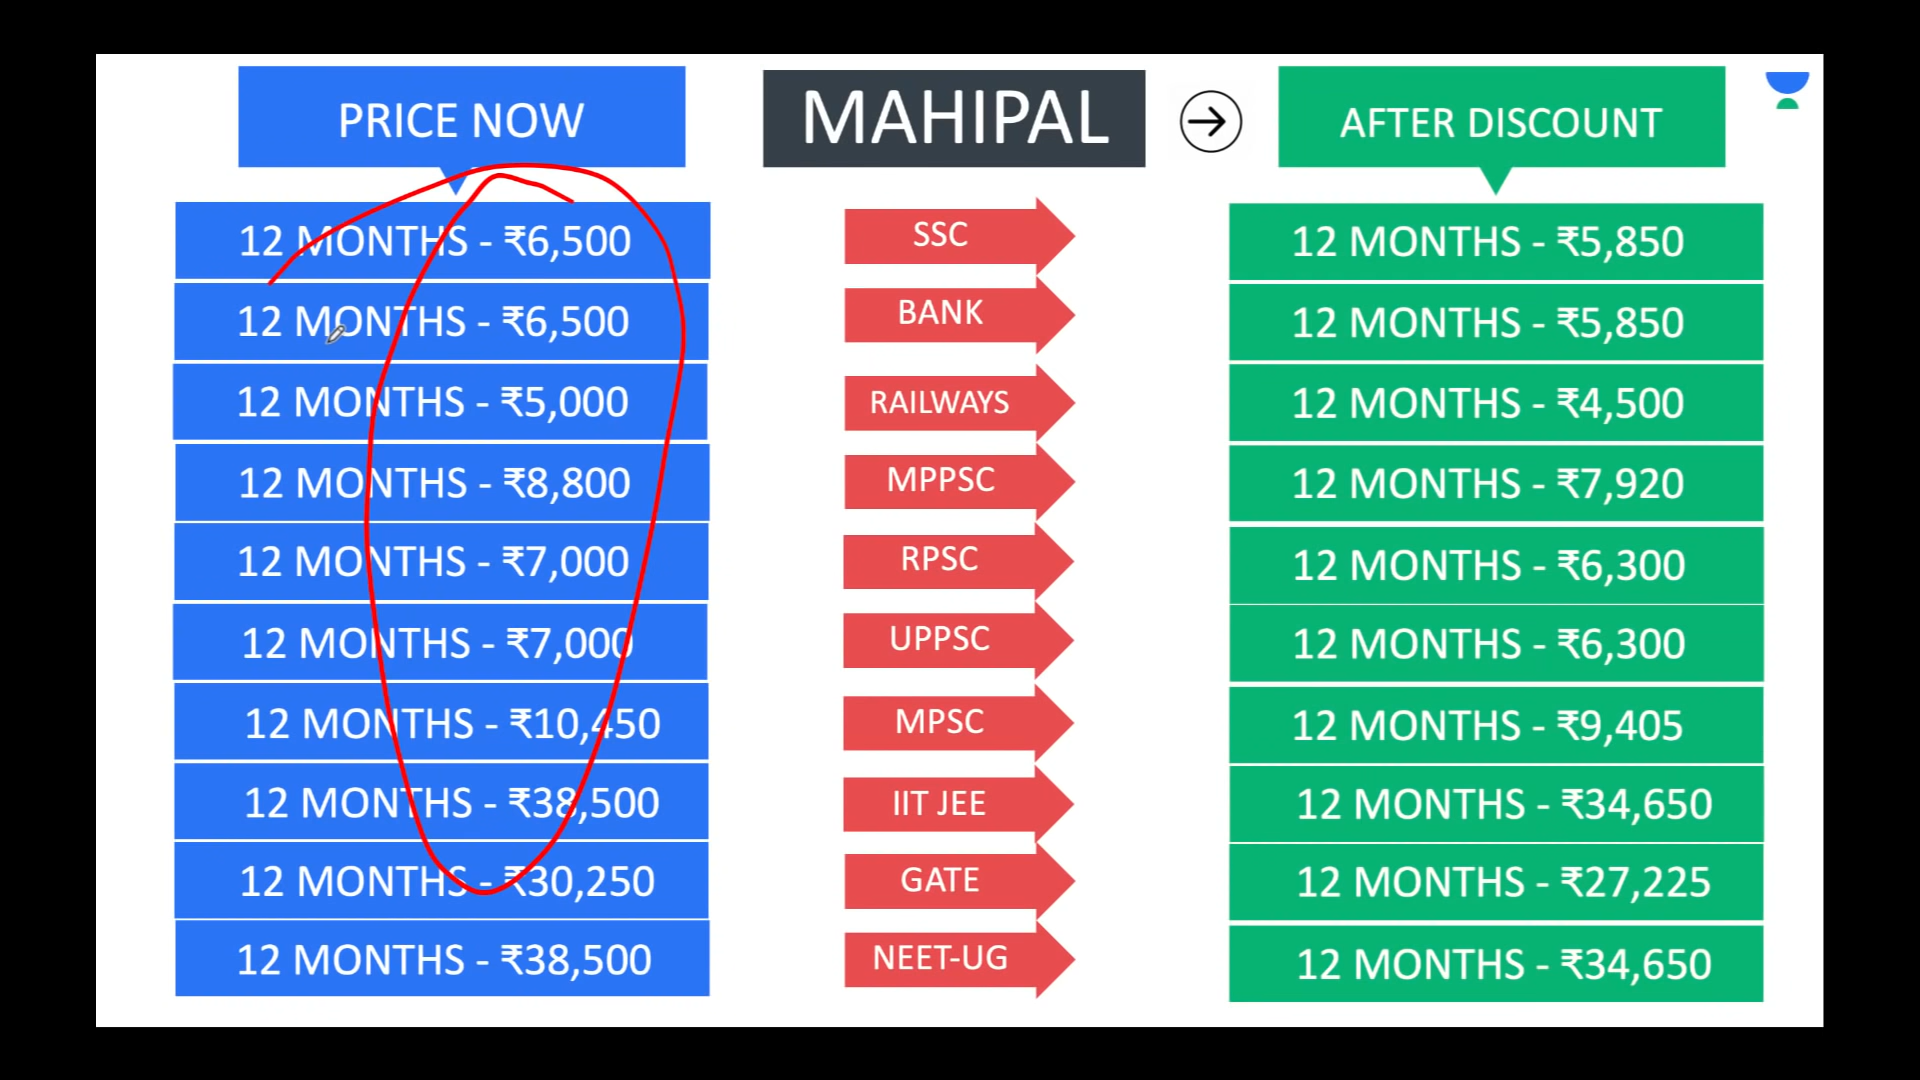 PRICE NOW MAHIPAL AFTER DISCOUNT
12 MONTHS - ₹6,500 SSC 12 MONTHS - ₹5,850
12 MONTHS - ₹6,500 BANK 12 MONTHS - ₹5,850
12 MONTHS - ₹5,000 RAILWAYS 12 MONTHS - ₹4,500
12 MONTHS - ₹8,800 MPPSC 12 MONTHS - ₹7,920
12 MONTHS - ₹7,000 RPSC 12 MONTHS - ₹6,300
12 MONTHS - ₹7,000 UPPSC 12 MONTHS - ₹6,300
12 MONTHS - ₹10,450 MPSC 12 MONTHS - ₹9,405
12 MONTHS - ₹38,500 IIT JEE 12 MONTHS - ₹34,650
12 MONTHS - ₹30,250 GATE 12 MONTHS - ₹27,225
12 MONTHS - ₹38,500 NEET-UG 12 MONTHS - ₹34,650